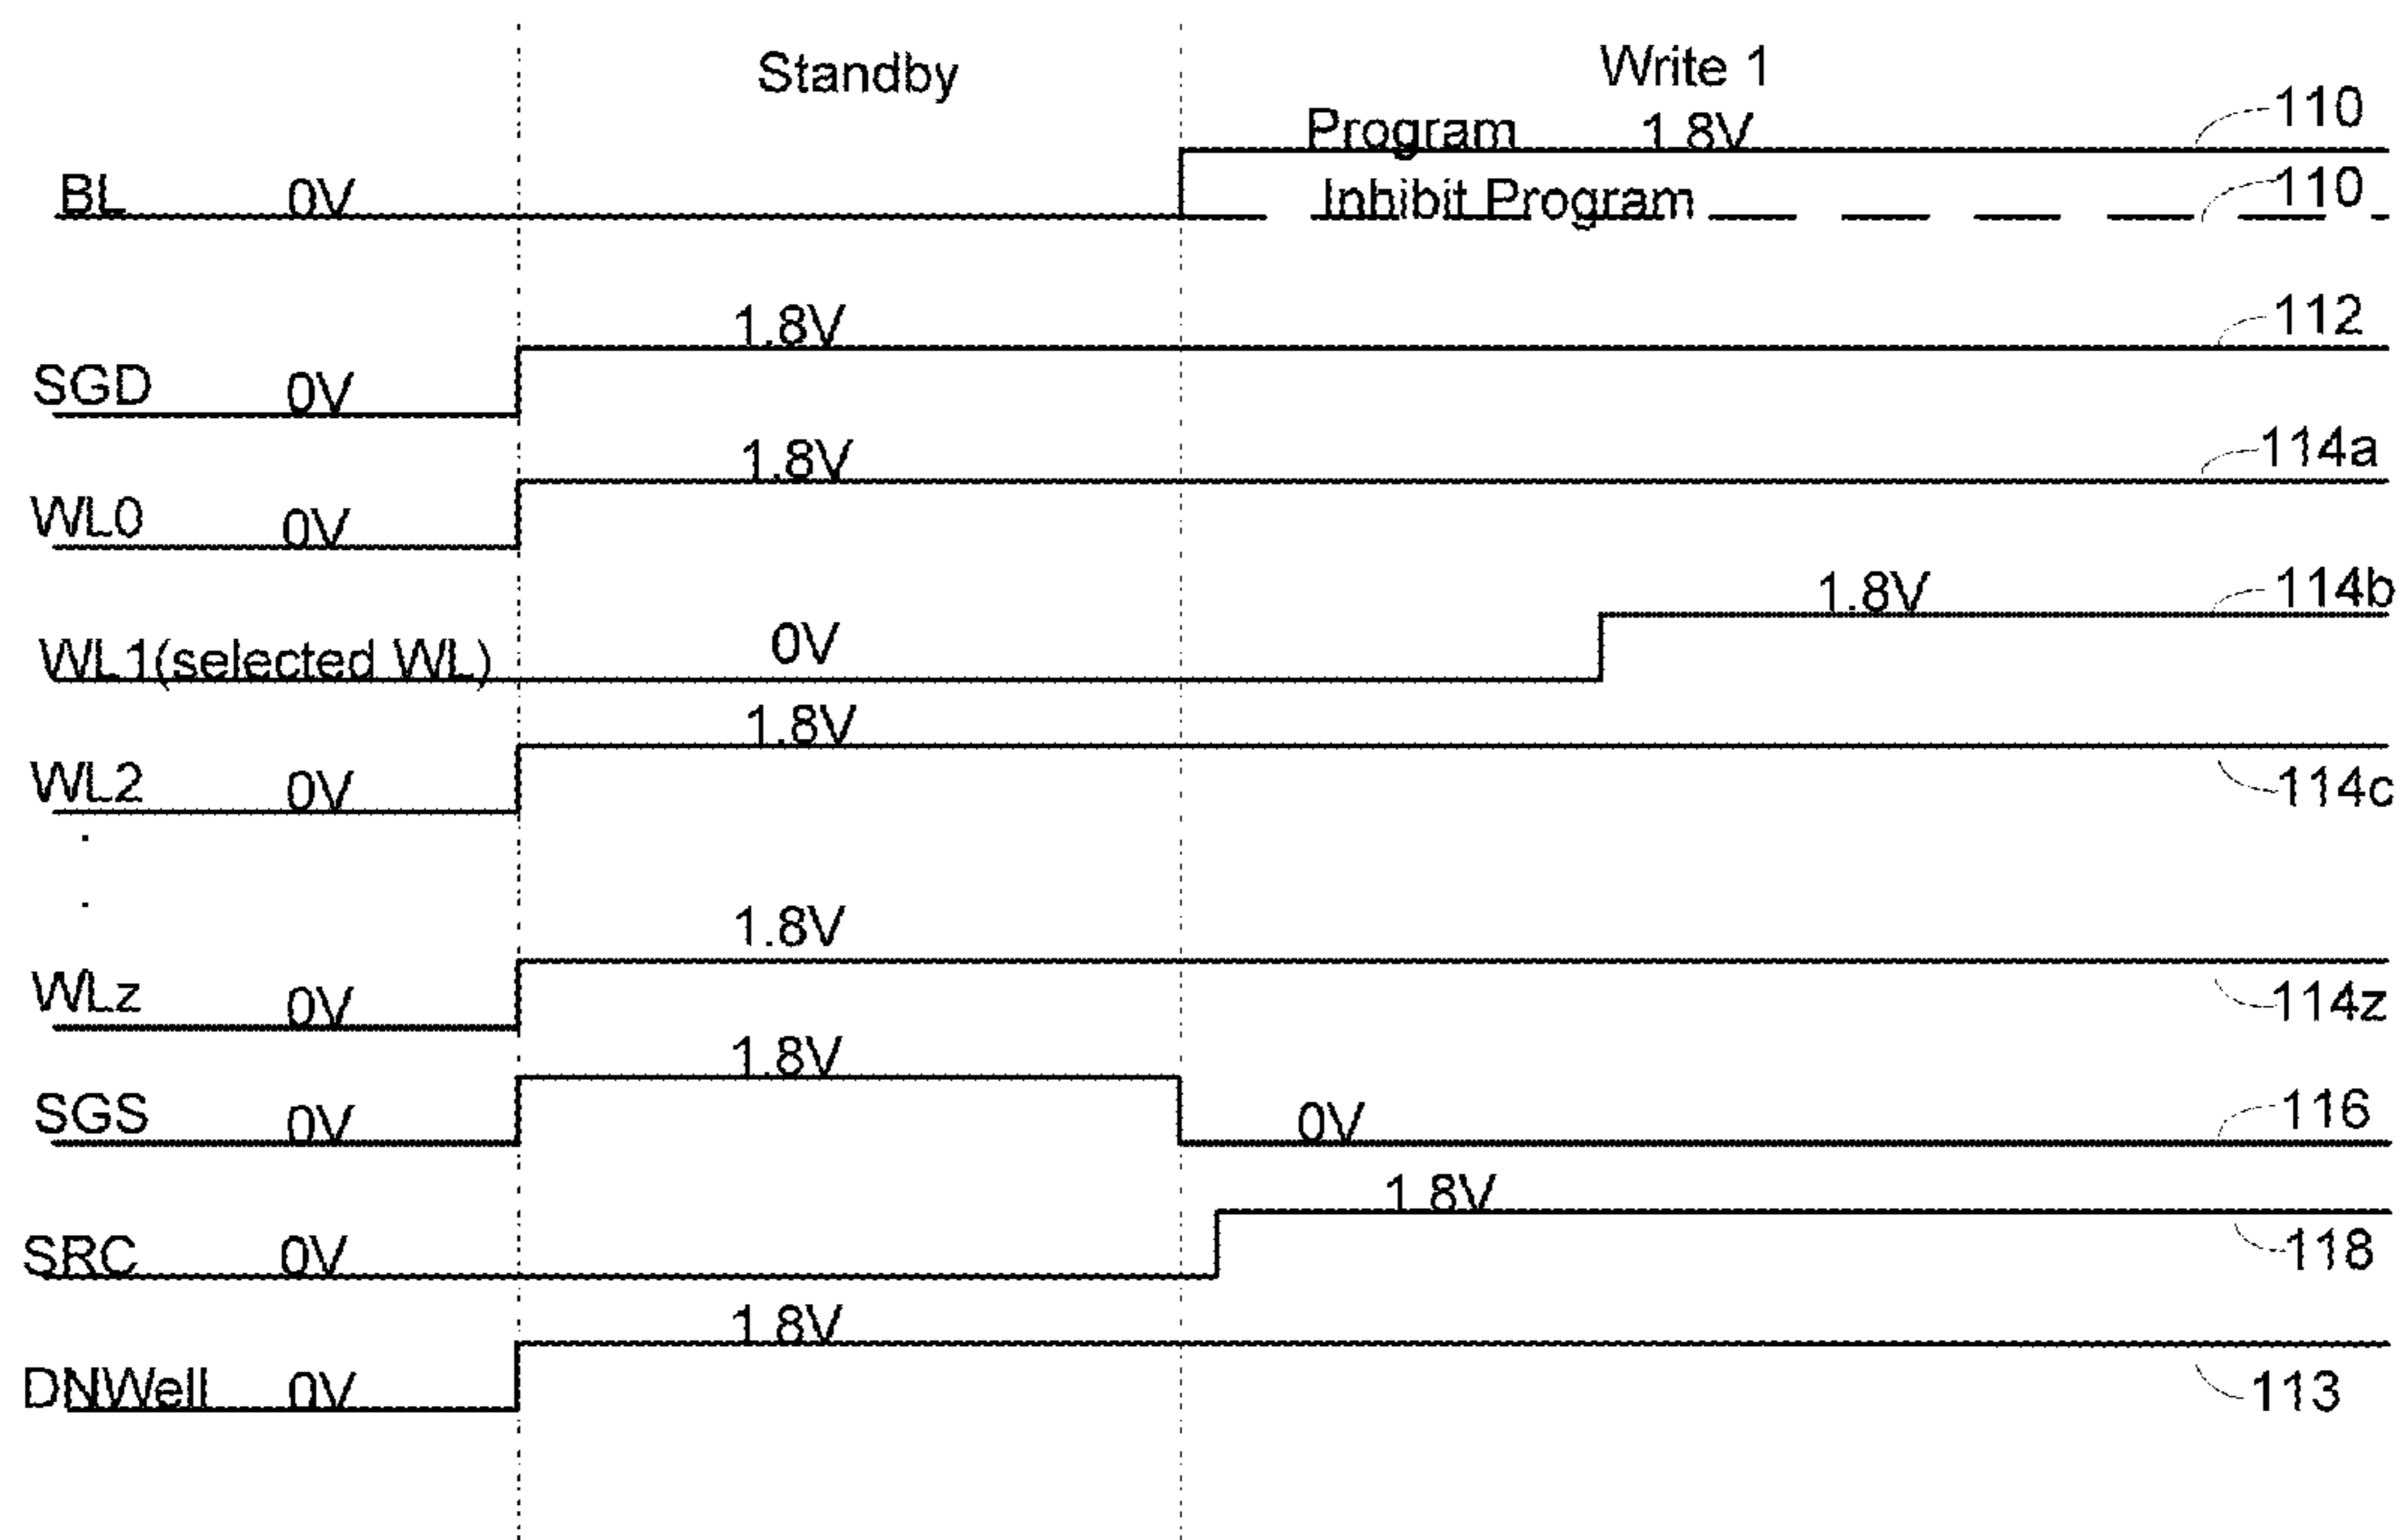 Standby Write 1
Program 1.8V 110
BL 0V Inhibit Program 110
1.8V 112
SGD 0V
1.8V 114a
WL0 0V
1.8V 114b
WL1(selected WL) 0V
1.8V
WL2 0V 114c
.
.
1.8V
WLz 0V 114z
1.8V
SGS 0V 0V 116
1.8V
SRC 0V 118
1.8V
DNWell 0V 113